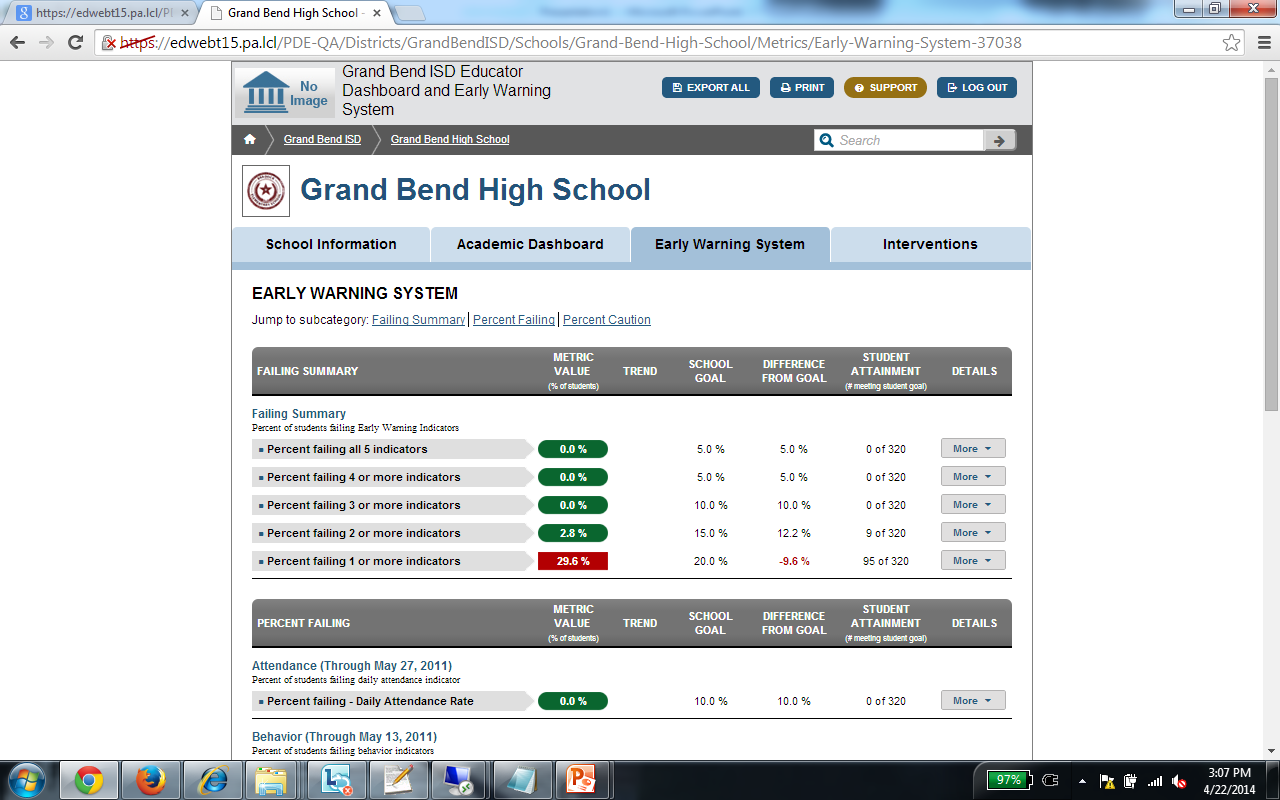 https://edwebt15.pa.lcl/P
Grand Bend High School -
https://edwebt15.pa.lcl/PDE-QA/Districts/GrandBendISD/Schools/Grand-Bend-High-School/Metrics/Early-Warning-System-37038
No Image
Grand Bend ISD Educator
Dashboard and Early Warning
System
EXPORT ALL
PRINT
SUPPORT
LOG OUT
Grand Bend ISD
Grand Bend High School
Search
Grand Bend High School
School Information
Academic Dashboard
Early Warning System
Interventions
EARLY WARNING SYSTEM
Jump to subcategory: Failing Summary | Percent Failing | Percent Caution
FAILING SUMMARY METRIC VALUE (% of students) TREND SCHOOL GOAL DIFFERENCE FROM GOAL STUDENT ATTAINMENT (# meeting student goal) DETAILS
Failing Summary
Percent of students failing Early Warning Indicators
Percent failing all 5 indicators 0.0 % 5.0 % 5.0 % 0 of 320 More
Percent failing 4 or more indicators 0.0 % 5.0 % 5.0 % 0 of 320 More
Percent failing 3 or more indicators 0.0 % 10.0 % 10.0 % 0 of 320 More
Percent failing 2 or more indicators 2.8 % 15.0 % 12.2 % 9 of 320 More
Percent failing 1 or more indicators 29.6 % 20.0 % -9.6 % 95 of 320 More
PERCENT FAILING METRIC VALUE (% of students) TREND SCHOOL GOAL DIFFERENCE FROM GOAL STUDENT ATTAINMENT (# meeting student goal) DETAILS
Attendance (Through May 27, 2011)
Percent of students failing daily attendance indicator
Percent failing - Daily Attendance Rate 0.0 % 10.0 % 10.0 % 0 of 320 More
Behavior (Through May 13, 2011)
Percent of students failing behavior indicators
97%
3:07 PM
4/22/2014